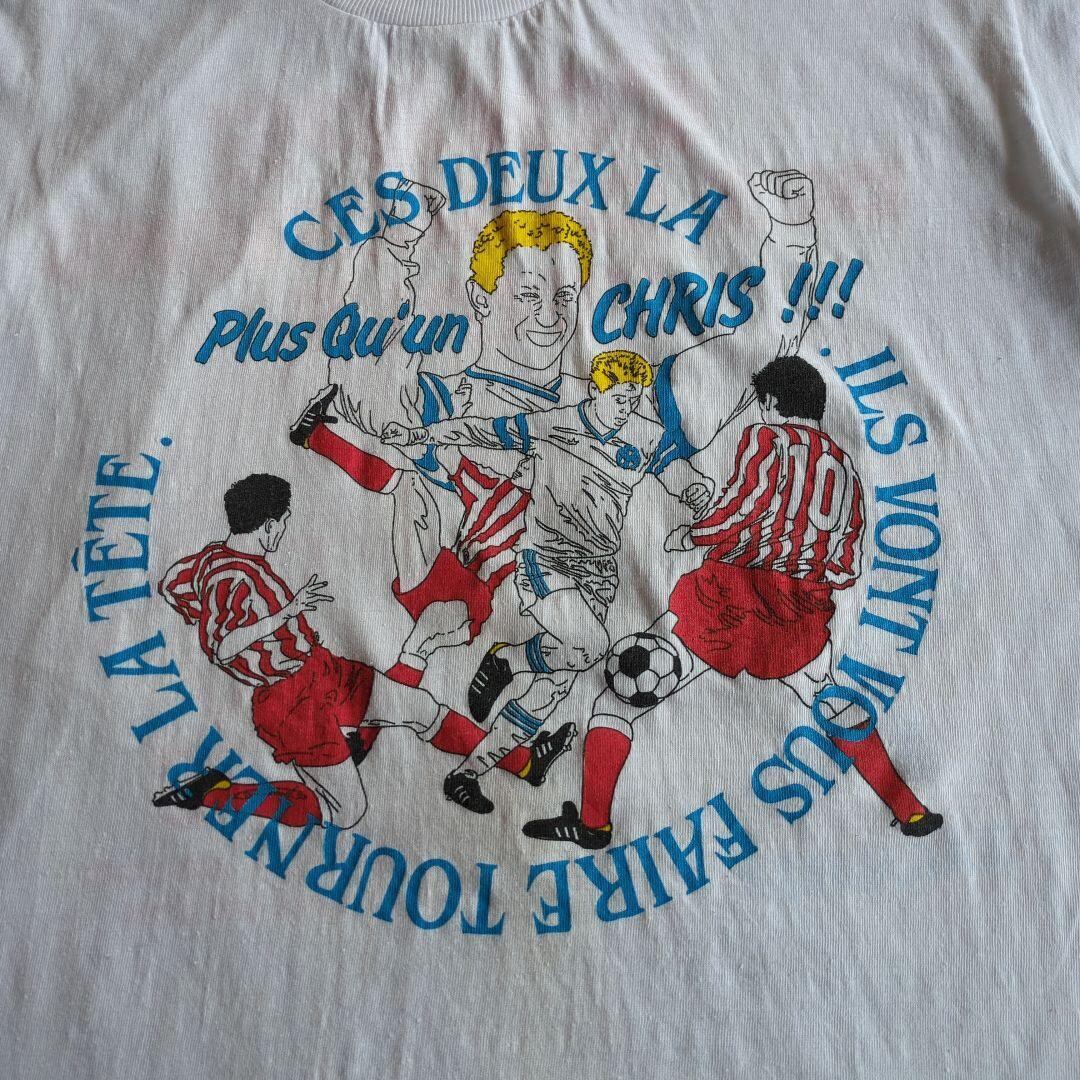 CES DEUX LA
Plus Qu'un CHRIS !!!
. ILS VONT VOUS FAIRE TOURNER LA TÊTE.
10